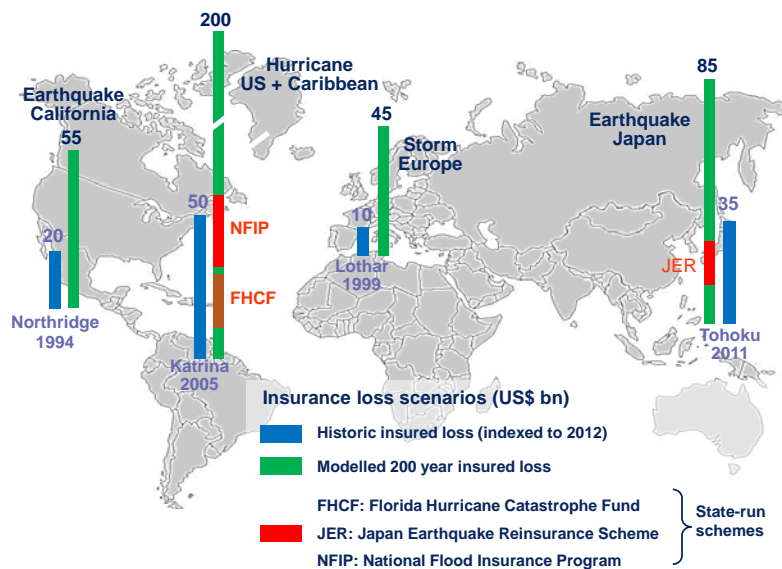 200
Hurricane
US + Caribbean
Earthquake
California
55
20
Northridge
1994
50
NFIP
FHCF
Katrina
2005
45
Storm
Europe
10
Lothar
1999
85
Earthquake
Japan
35
JER
Tohoku
2011
Insurance loss scenarios (US$ bn)
Historic insured loss (indexed to 2012)
Modelled 200 year insured loss
FHCF: Florida Hurricane Catastrophe Fund
JER: Japan Earthquake Reinsurance Scheme
NFIP: National Flood Insurance Program
State-run
schemes